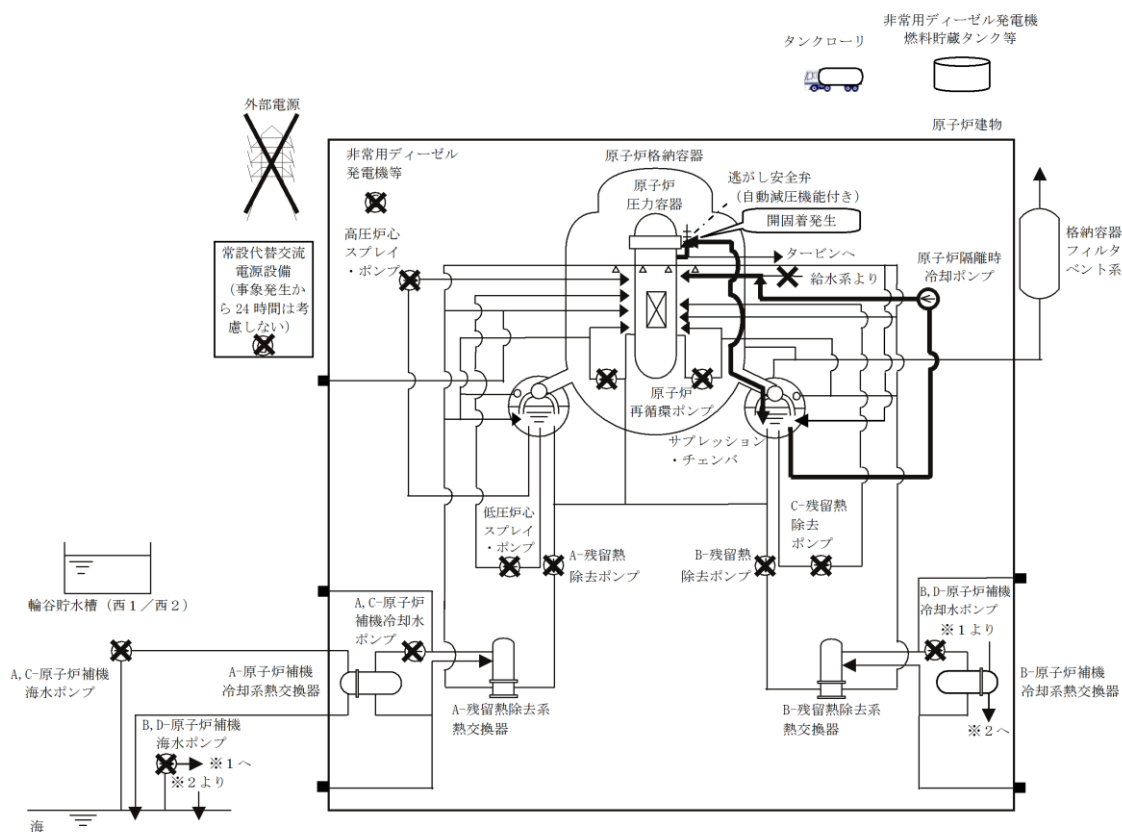 タンクローリ
非常用ディーゼル発電機
燃料貯蔵タンク等
外部電源
原子炉建物
非常用ディーゼル
発電機等
原子炉格納容器
原子炉
圧力容器
逃がし安全弁
(自動減圧機能付き)
開固着発生
格納容器
フィルタ
ベント系
高圧炉心
スプレイ
・ポンプ
タービンへ
給水系より
原子炉隔離時
冷却ポンプ
常設代替交流
電源設備
(事象発生か
ら24時間は考
慮しない)
原子炉
再循環ポンプ
サプレッション
・チェンバ
低圧炉心
スプレイ
・ポンプ
A-残留熱
除去ポンプ
B-残留熱
除去ポンプ
C-残留熱
除去
ポンプ
輪谷貯水槽(西1/西2)
A,C-原子炉
補機冷却水
ポンプ
B,D-原子炉補機
冷却水ポンプ
※1より
A,C-原子炉補機
海水ポンプ
A-原子炉補機
冷却系熱交換器
A-残留熱除去系
熱交換器
B-残留熱除去系
熱交換器
B-原子炉補機
冷却系熱交換器
※2へ
B,D-原子炉補機
海水ポンプ
※1へ
※2より
海